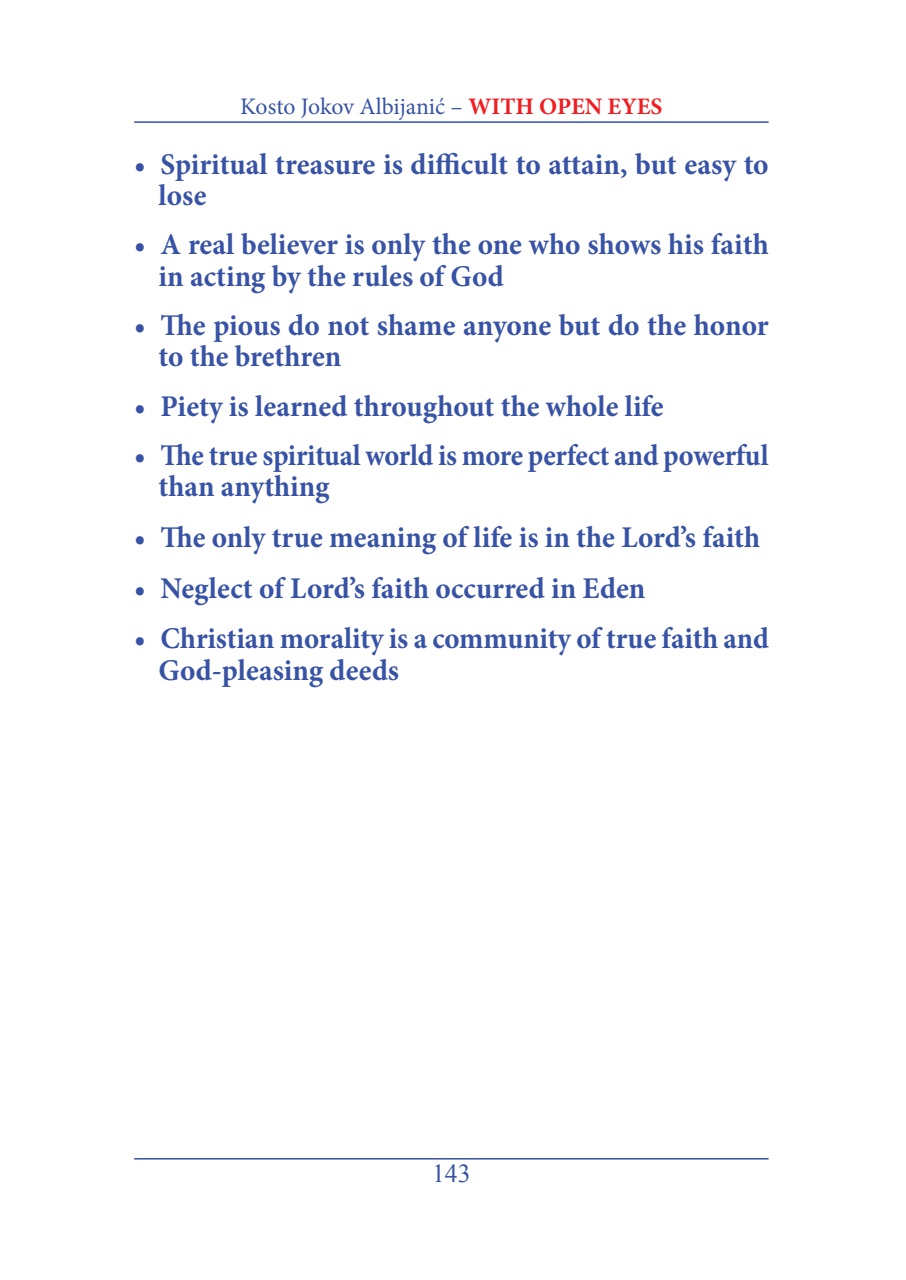 Kosto Jokov Albijanić – WITH OPEN EYES
• Spiritual treasure is difficult to attain, but easy to
lose
• A real believer is only the one who shows his faith
in acting by the rules of God
• The pious do not shame anyone but do the honor
to the brethren
• Piety is learned throughout the whole life
• The true spiritual world is more perfect and powerful
than anything
• The only true meaning of life is in the Lord’s faith
• Neglect of Lord’s faith occurred in Eden
• Christian morality is a community of true faith and
God-pleasing deeds
143